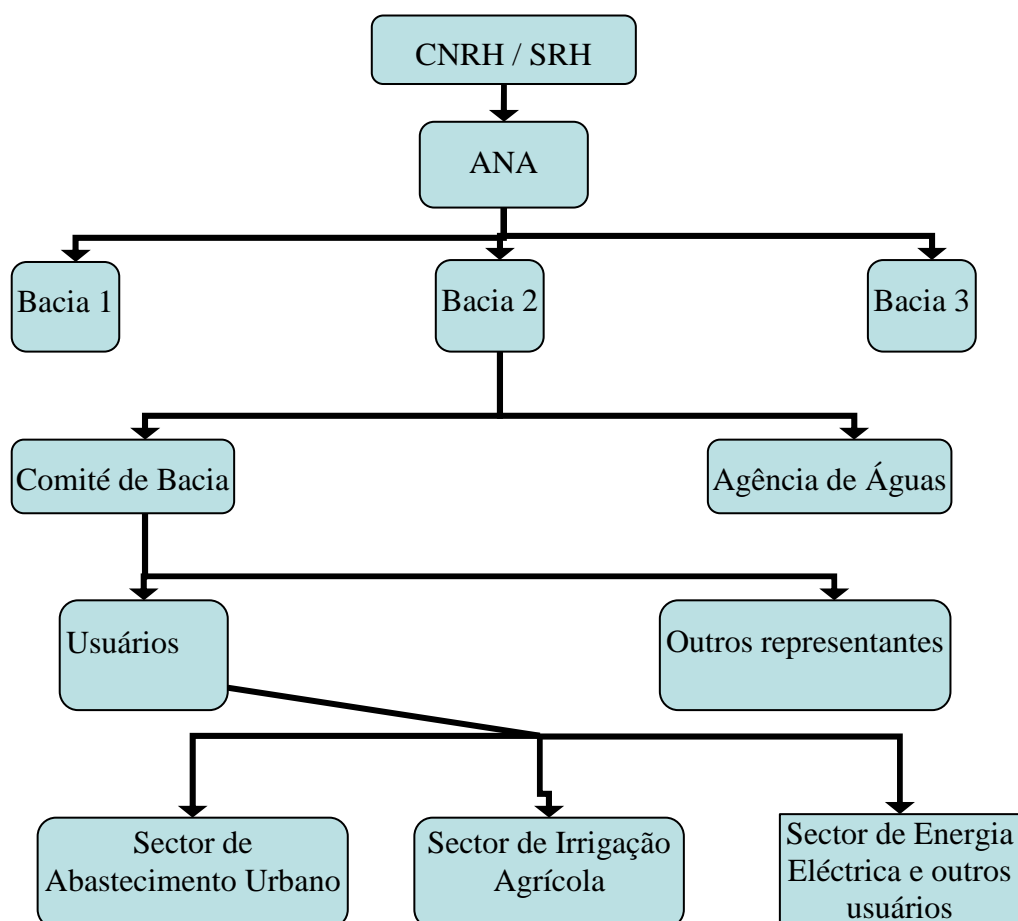 CNRH / SRH
ANA
Bacia 1
Bacia 2
Bacia 3
Comité de Bacia
Agência de Águas
Usuários
Outros representantes
Sector de
Abastecimento Urbano
Sector de Irrigação
Agrícola
Sector de Energia
Eléctrica e outros
usuários